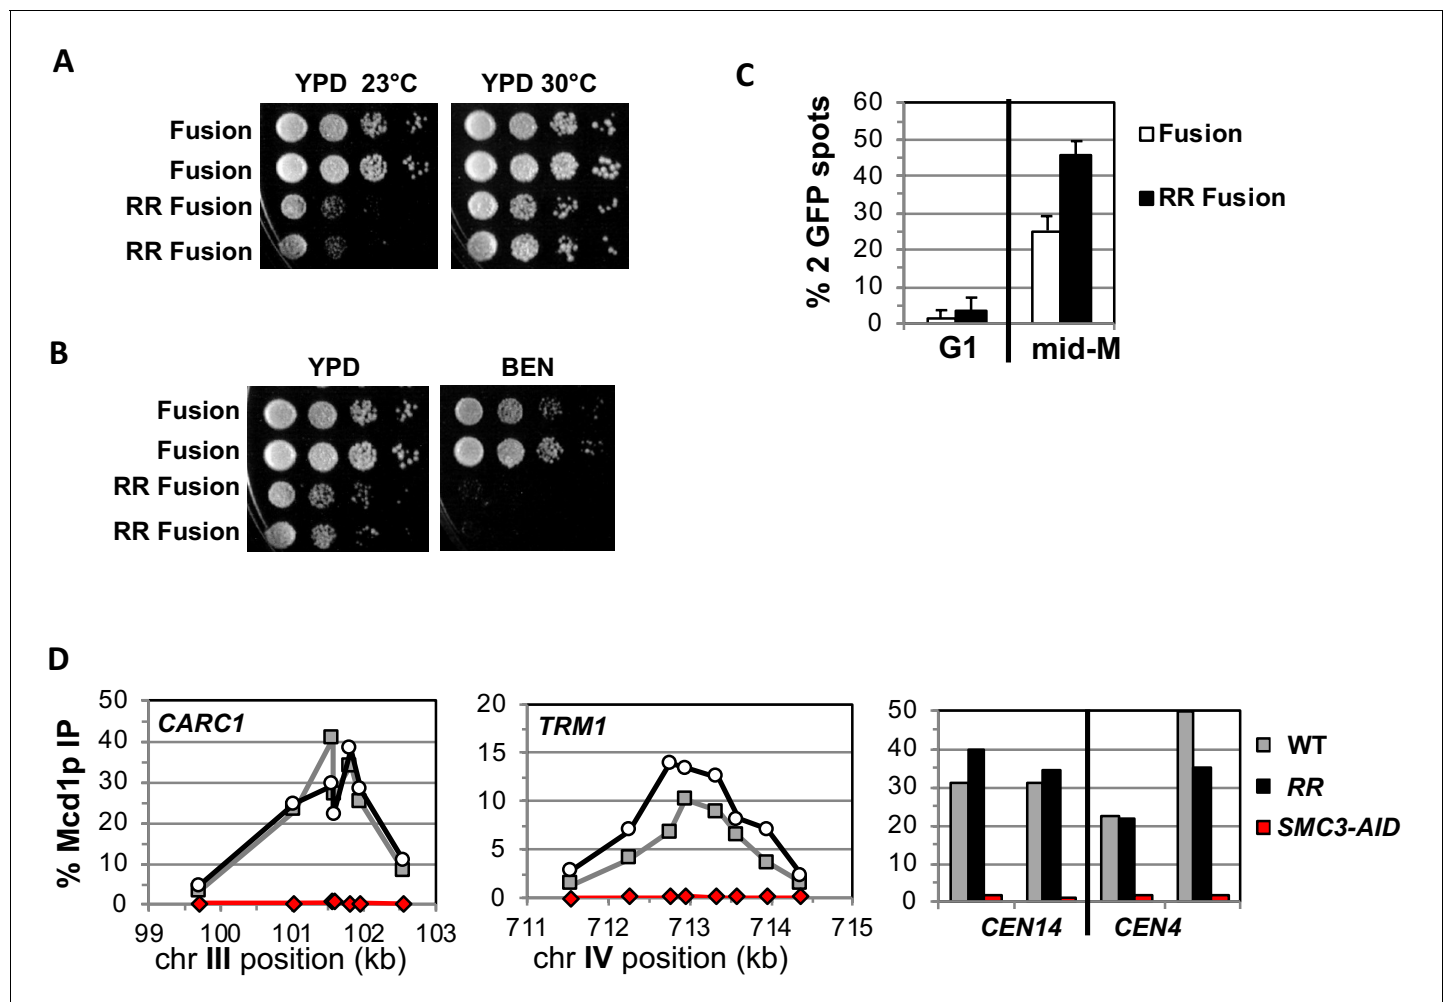 A
YPD 23°C
YPD 30°C
Fusion
Fusion
RR Fusion
RR Fusion
B
YPD
BEN
Fusion
Fusion
RR Fusion
RR Fusion
C
% 2 GFP spots
60
50
40
30
20
10
0
G1
mid-M
Fusion
RR Fusion
D
% Mcd1p IP
50
40
30
20
10
0
CARC1
99 100 101 102 103
chr III position (kb)
20
15
10
5
0
TRM1
711 712 713 714 715
chr IV position (kb)
50
40
30
20
10
0
CEN14 CEN4
WT
RR
SMC3-AID